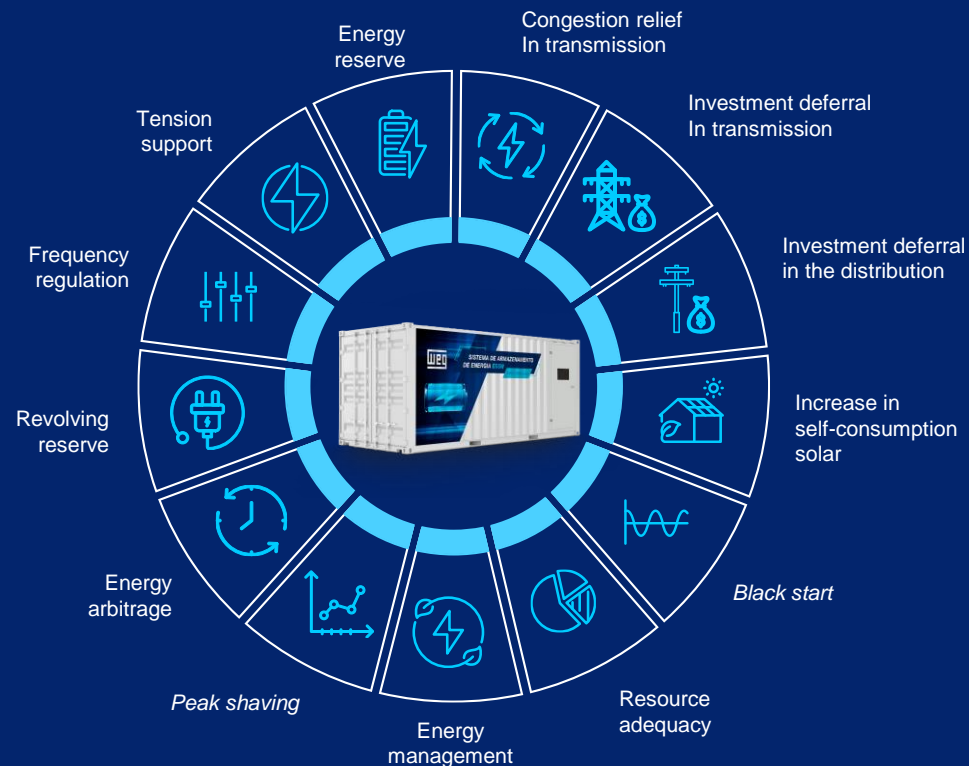 Congestion relief
In transmission
Energy
reserve
Investment deferral
In transmission
Tension
support
Investment deferral
in the distribution
Frequency
regulation
weg
SISTEMA DE ARMAZENAMENTO
DE ENERGIA
Increase in
self-consumption
solar
Revolving
reserve
Black start
Energy
arbitrage
Resource
adequacy
Peak shaving
Energy
management